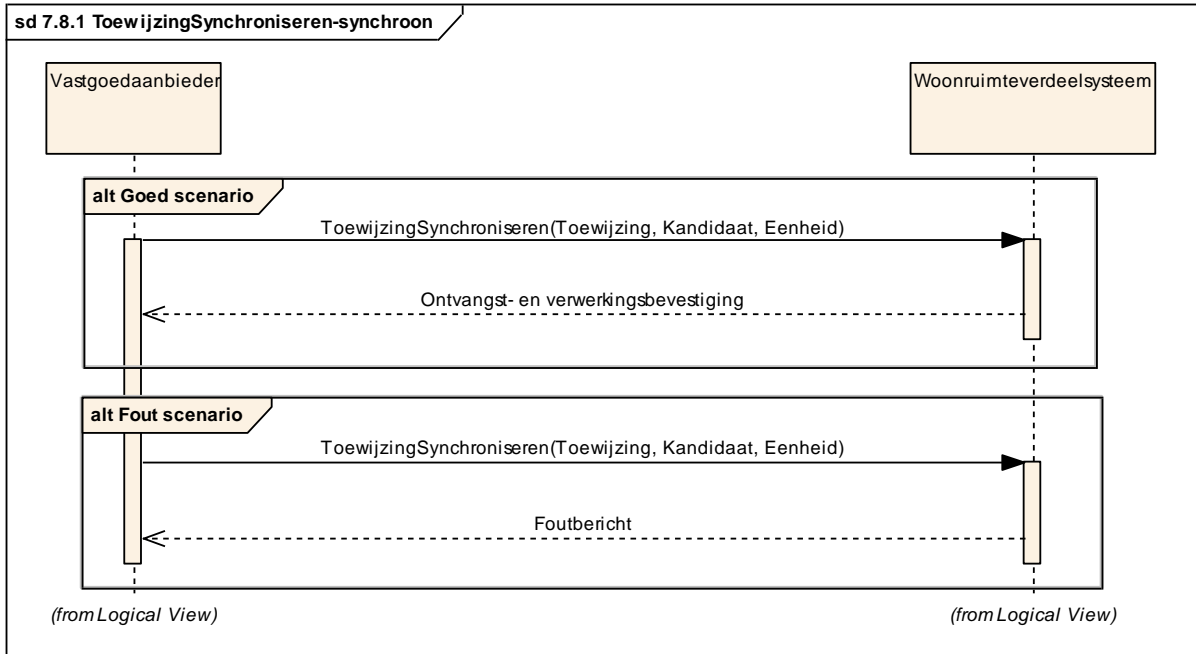 sd 7.8.1 ToewijzingSynchroniseren-synchroon
Vastgoedaanbieder
Woonruimteverdeelsysteem
alt Goed scenario
ToewijzingSynchroniseren(Toewijzing, Kandidaat, Eenheid)
Ontvangst- en verwerkingsbevestiging
alt Fout scenario
ToewijzingSynchroniseren(Toewijzing, Kandidaat, Eenheid)
Foutbericht
(from Logical View)
(from Logical View)